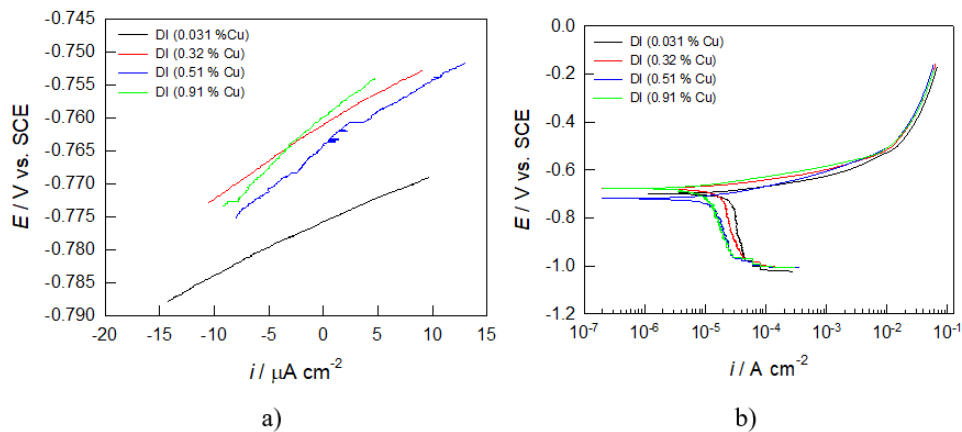 -0.745
-0.750
-0.755
-0.760
-0.765
-0.770
-0.775
-0.780
-0.785
-0.790
E / V vs. SCE
DI (0.031 %Cu)
DI (0.32 % Cu)
DI (0.51 % Cu)
DI (0.91 % Cu)
-15 -10 -5 0 5 10 15
i / μA cm-2
a)
0.0
-0.2
-0.4
-0.6
-0.8
-1.0
-1.2
E / V vs. SCE
DI (0.031 % Cu)
DI (0.32 % Cu)
DI (0.51 % Cu)
DI (0.91 % Cu)
10-7 10-6 10-5 10-4 10-3 10-2 10-1
i / A cm-2
b)